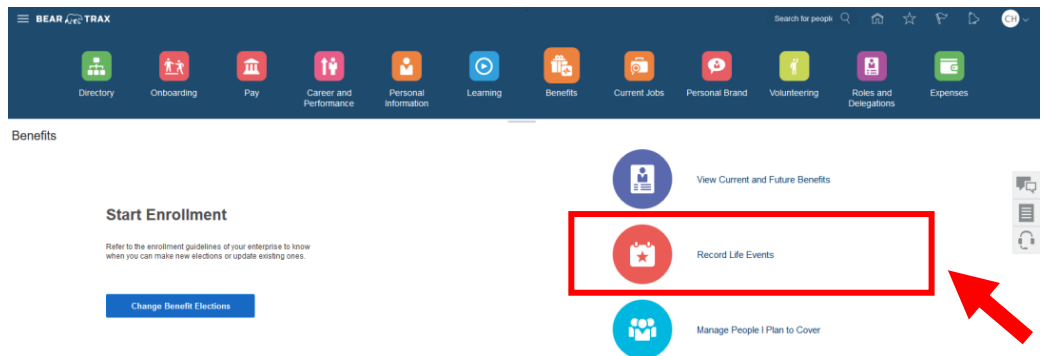 BEAR TRAX
Search for people
CH
Directory
Onboarding
Pay
Career and
Performance
Personal
Information
Learning
Benefits
Current Jobs
Personal Brand
Volunteering
Roles and
Delegations
Expenses
Benefits
View Current and Future Benefits
Start Enrollment
Refer to the enrollment guidelines of your enterprise to know
when you can make new elections or update existing ones.
Record Life Events
Change Benefit Elections
Manage People I Plan to Cover